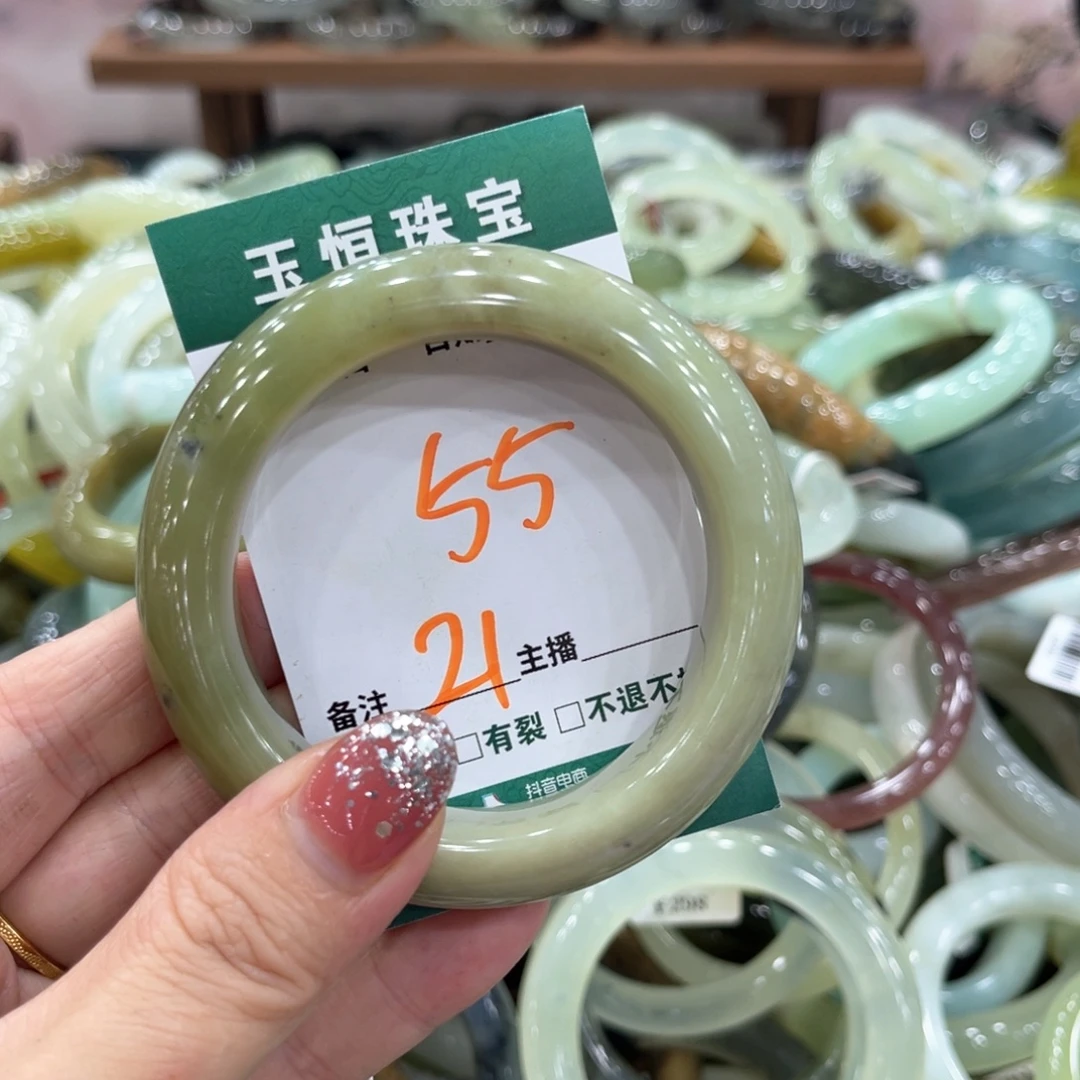 玉恒珠宝
55
21
主播
备注
□有裂 □不退不
抖音电商